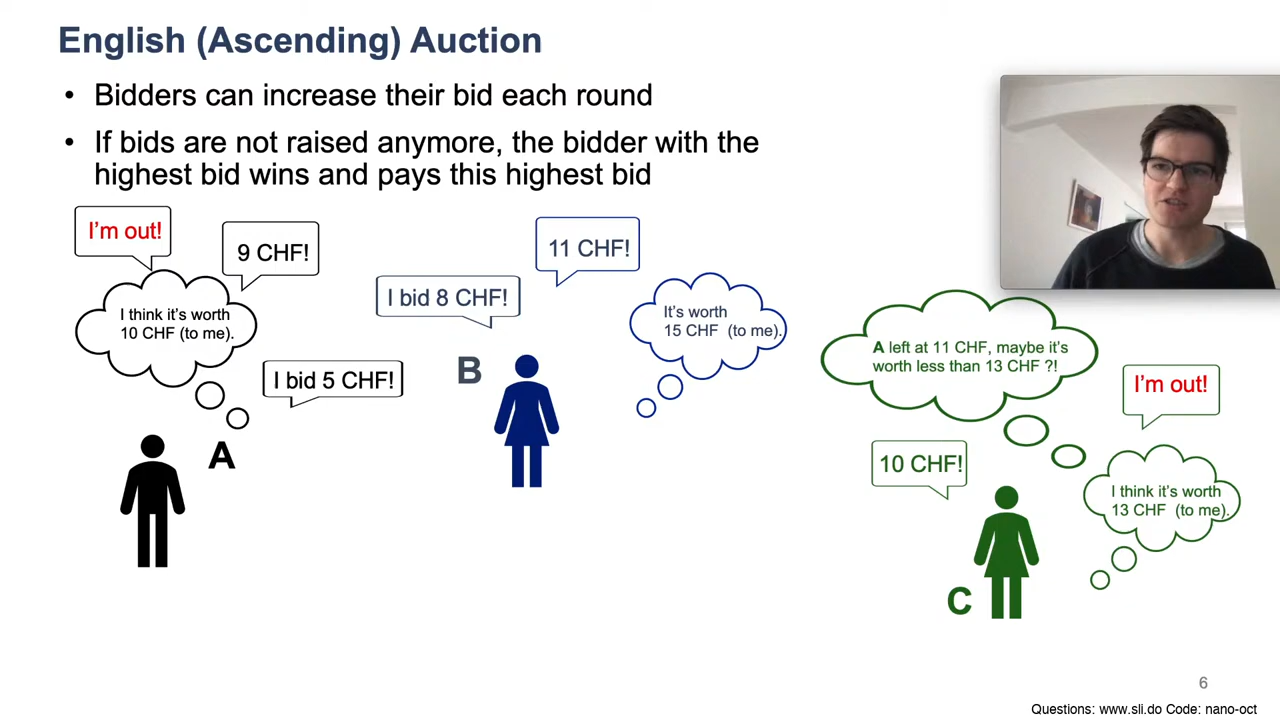 English (Ascending) Auction
• Bidders can increase their bid each round
• If bids are not raised anymore, the bidder with the
highest bid wins and pays this highest bid
I'm out!
9 CHF!
I think it's worth
10 CHF (to me).
I bid 5 CHF!
A
11 CHF!
I bid 8 CHF!
It's worth
15 CHF (to me).
B
A left at 11 CHF, maybe it's
worth less than 13 CHF ?!
I'm out!
10 CHF!
I think it's worth
13 CHF (to me).
C
6
Questions: www.sli.do Code: nano-oct